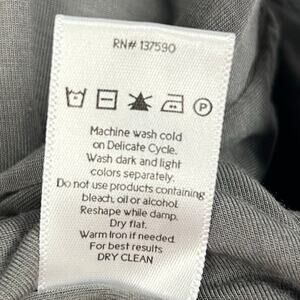 RN# 137590
P
Machine wash cold
on Delicate Cycle.
Wash dark and light
colors separately.
Do not use products containing
bleach, oil or alcohol.
Reshape while damp.
Dry flat.
Warm Iron if needed.
For best results
DRY CLEAN